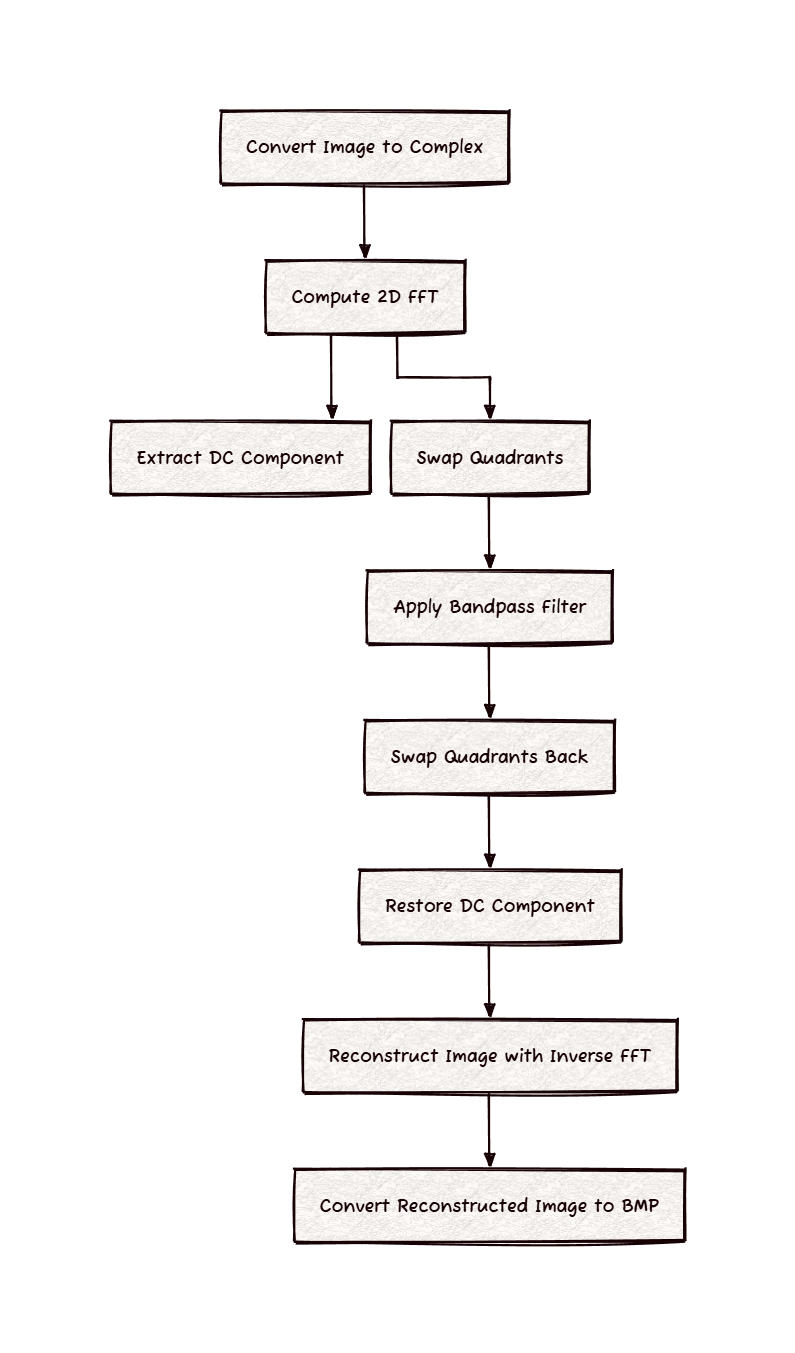 Convert Image to Complex
Compute 2D FFT
Extract DC Component
Swap Quadrants
Apply Bandpass Filter
Swap Quadrants Back
Restore DC Component
Reconstruct Image with Inverse FFT
Convert Reconstructed Image to BMP